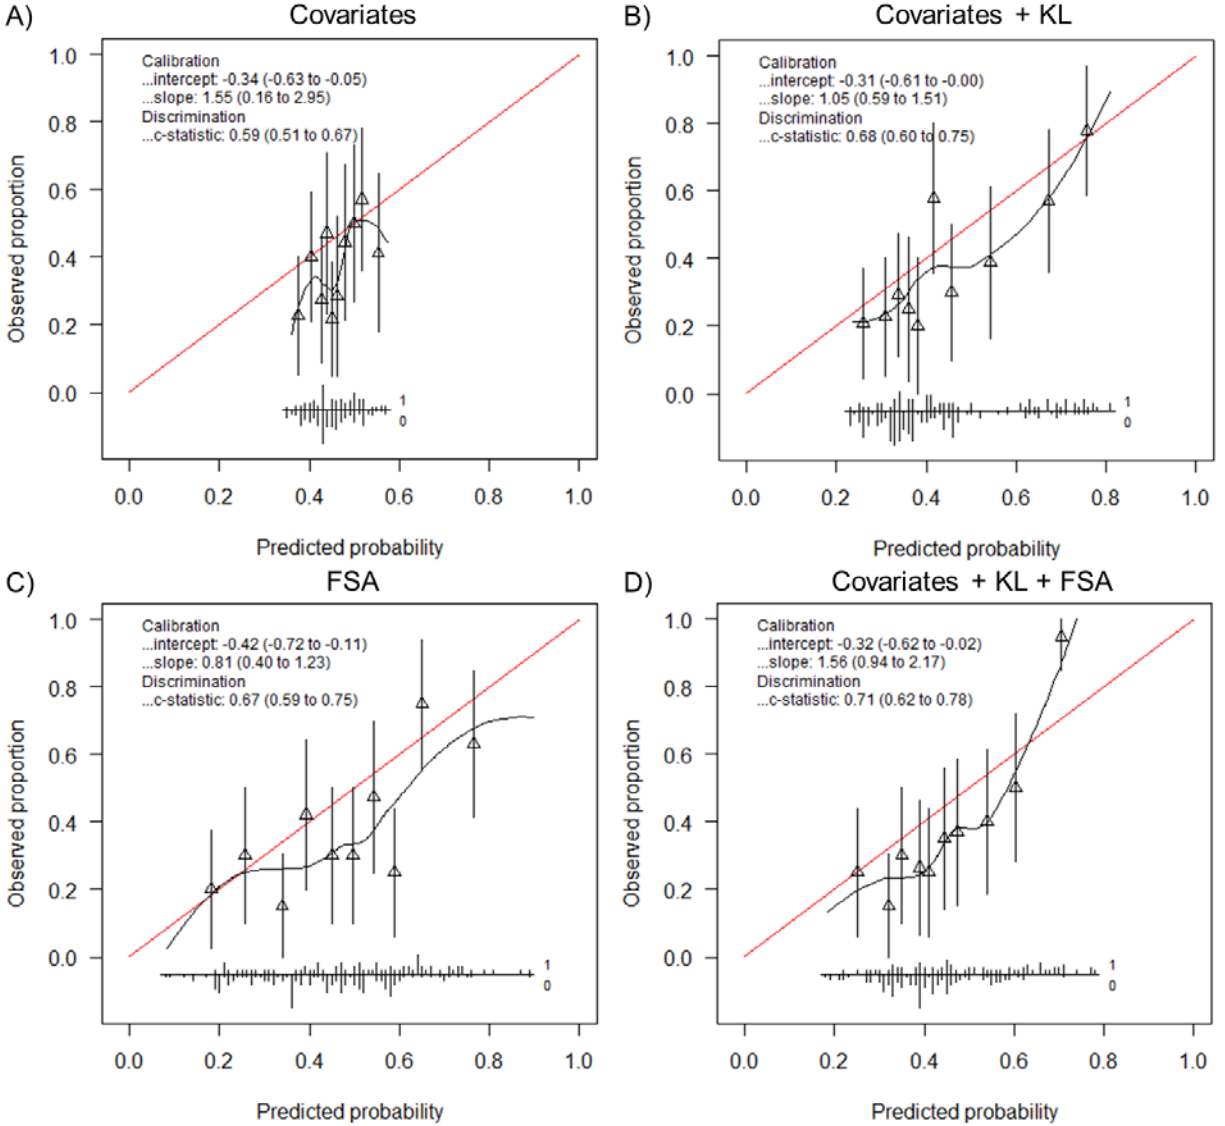 A)
Covariates
Calibration
...intercept: -0.34 (-0.63 to -0.05)
...slope: 1.55 (0.16 to 2.95)
Discrimination
...c-statistic: 0.59 (0.51 to 0.67)
Observed proportion
1.0
0.8
0.6
0.4
0.2
0.0
1
0
0.0 0.2 0.4 0.6 0.8 1.0
Predicted probability
B)
Covariates + KL
Calibration
...intercept: -0.31 (-0.61 to -0.00)
...slope: 1.05 (0.59 to 1.51)
Discrimination
...c-statistic: 0.68 (0.60 to 0.75)
Observed proportion
1.0
0.8
0.6
0.4
0.2
0.0
1
0
0.0 0.2 0.4 0.6 0.8 1.0
Predicted probability
C)
FSA
Calibration
...intercept: -0.42 (-0.72 to -0.11)
...slope: 0.81 (0.40 to 1.23)
Discrimination
...c-statistic: 0.67 (0.59 to 0.75)
Observed proportion
1.0
0.8
0.6
0.4
0.2
0.0
1
0
0.0 0.2 0.4 0.6 0.8 1.0
Predicted probability
D)
Covariates + KL + FSA
Calibration
...intercept: -0.32 (-0.62 to -0.02)
...slope: 1.56 (0.94 to 2.17)
Discrimination
...c-statistic: 0.71 (0.62 to 0.78)
Observed proportion
1.0
0.8
0.6
0.4
0.2
0.0
1
0
0.0 0.2 0.4 0.6 0.8 1.0
Predicted probability